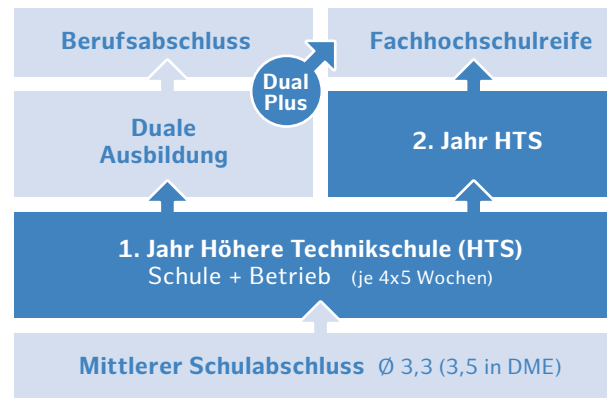 Berufsabschluss
Fachhochschulreife
Dual
Plus
Duale
Ausbildung
2. Jahr HTS
1. Jahr Höhere Technikschule (HTS)
Schule + Betrieb (je 4x5 Wochen)
Mittlerer Schulabschluss Ø 3,3 (3,5 in DME)